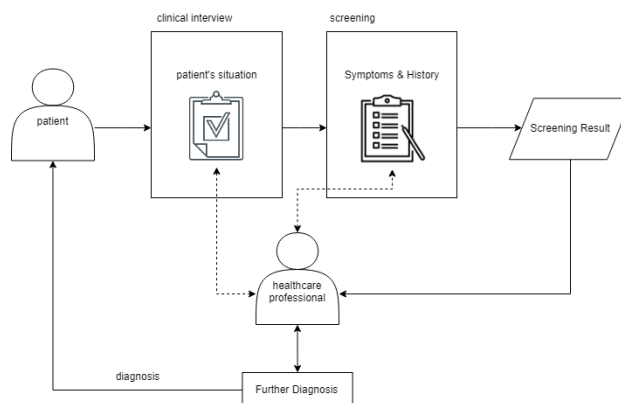 clinical interview
screening
patient's situation
Symptoms & History
patient
Screening Result
healthcare
professional
diagnosis
Further Diagnosis